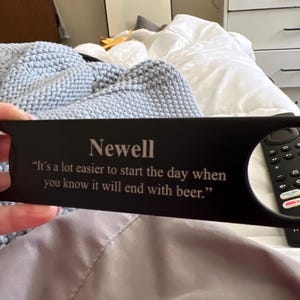 Newell
“It’s a lot easier to start the day when
you know it will end with beer.”